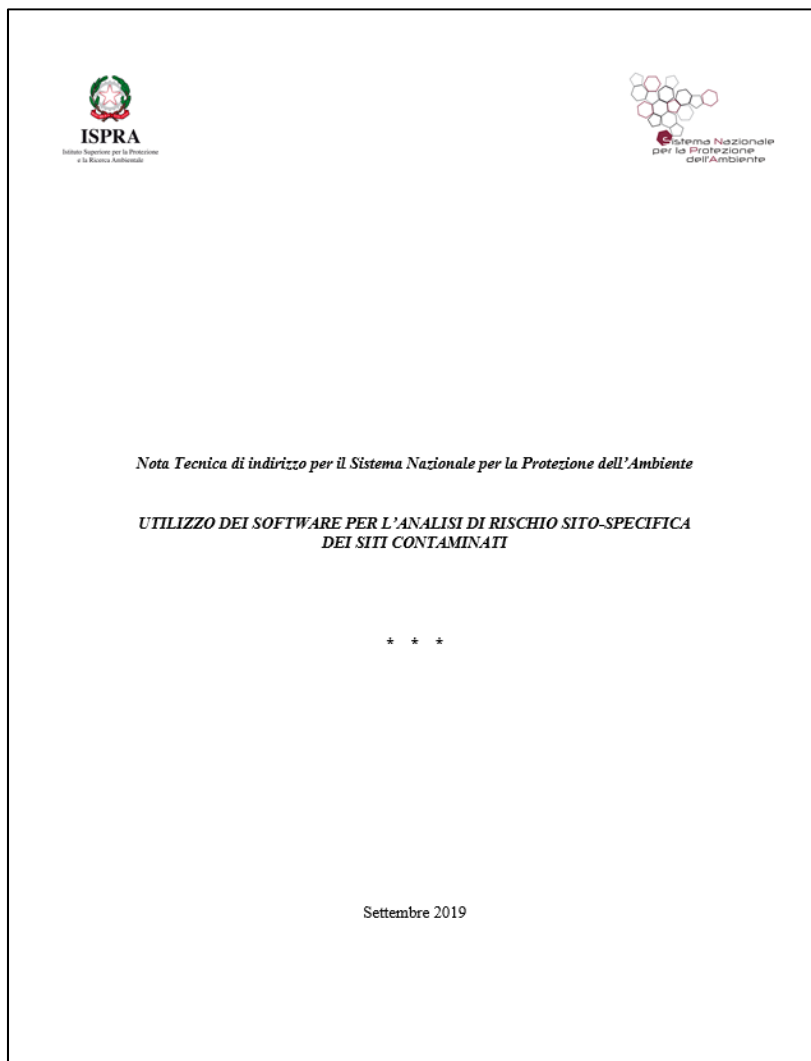 ISPRA
Istituto Superiore per la Protezione
e la Ricerca Ambientale
Sistema Nazionale
per la Protezione
dell'Ambiente
Nota Tecnica di indirizzo per il Sistema Nazionale per la Protezione dell’Ambiente
UTILIZZO DEI SOFTWARE PER L’ANALISI DI RISCHIO SITO-SPECIFICA
DEI SITI CONTAMINATI
* * *
Settembre 2019